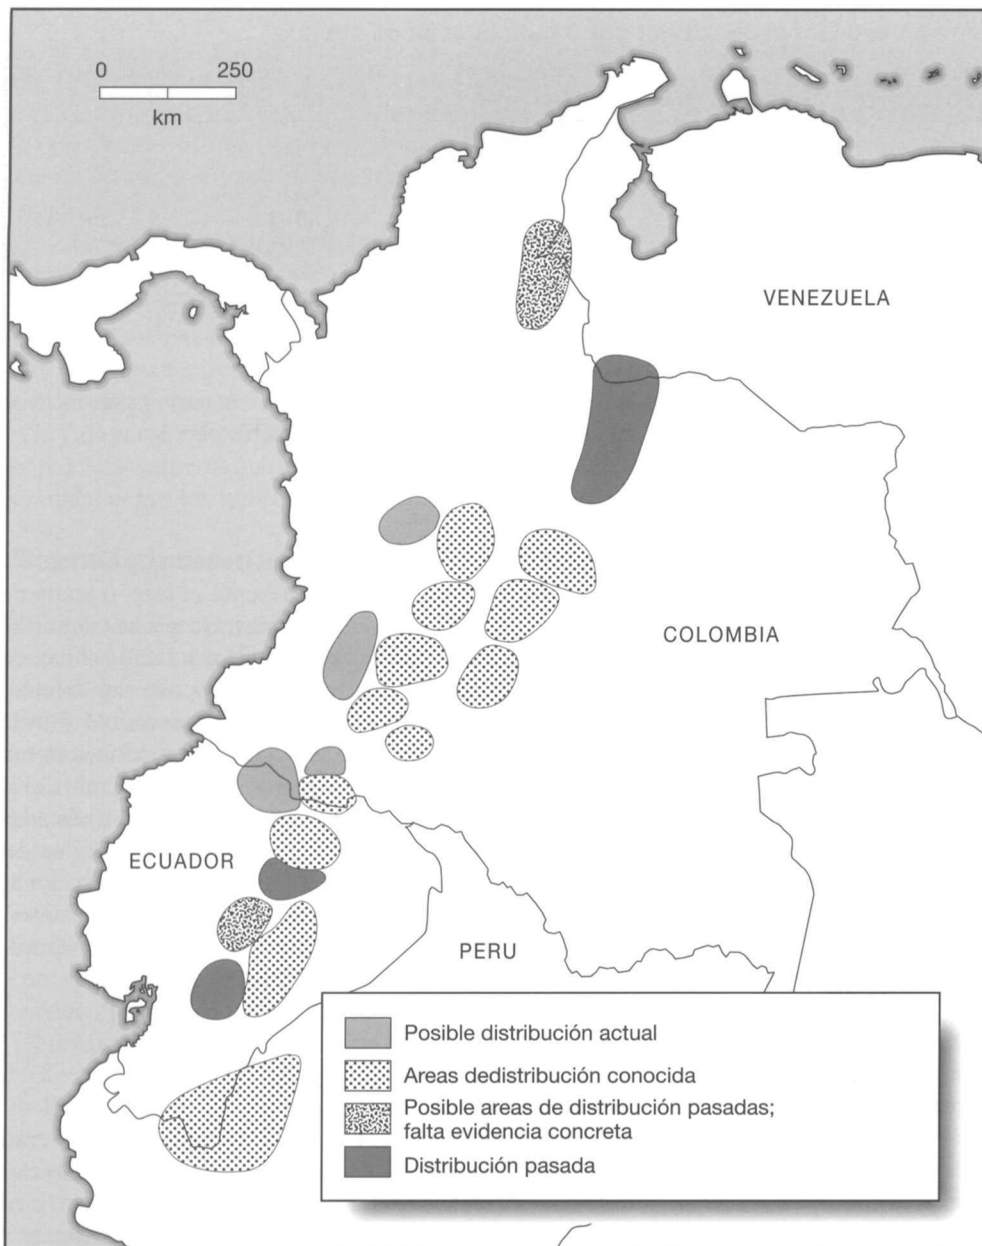 0 250
km
VENEZUELA
COLOMBIA
ECUADOR
PERU
Posible distribución actual
Areas dedistribución conocida
Posible areas de distribución pasadas;
falta evidencia concreta
Distribución pasada